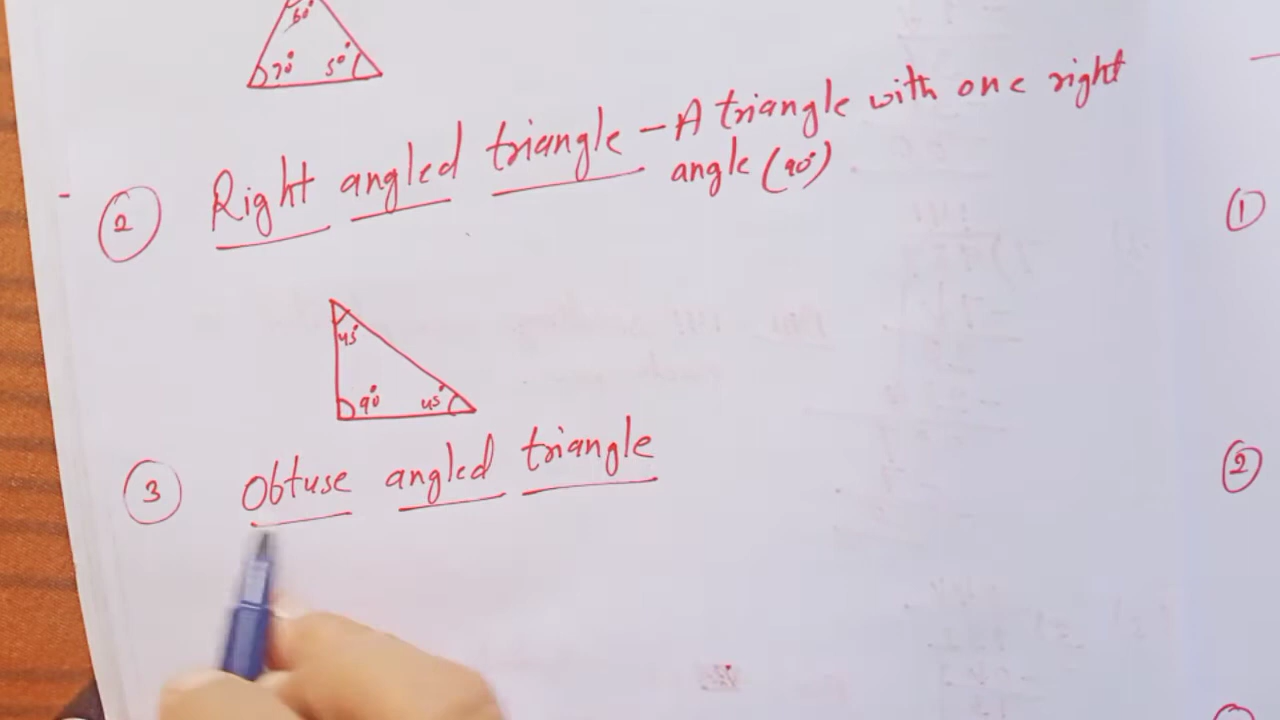 60°
70° 50°
② Right angled triangle - A triangle with one right
angle (90°)
①
45°
90° 45°
③ Obtuse angled triangle
②